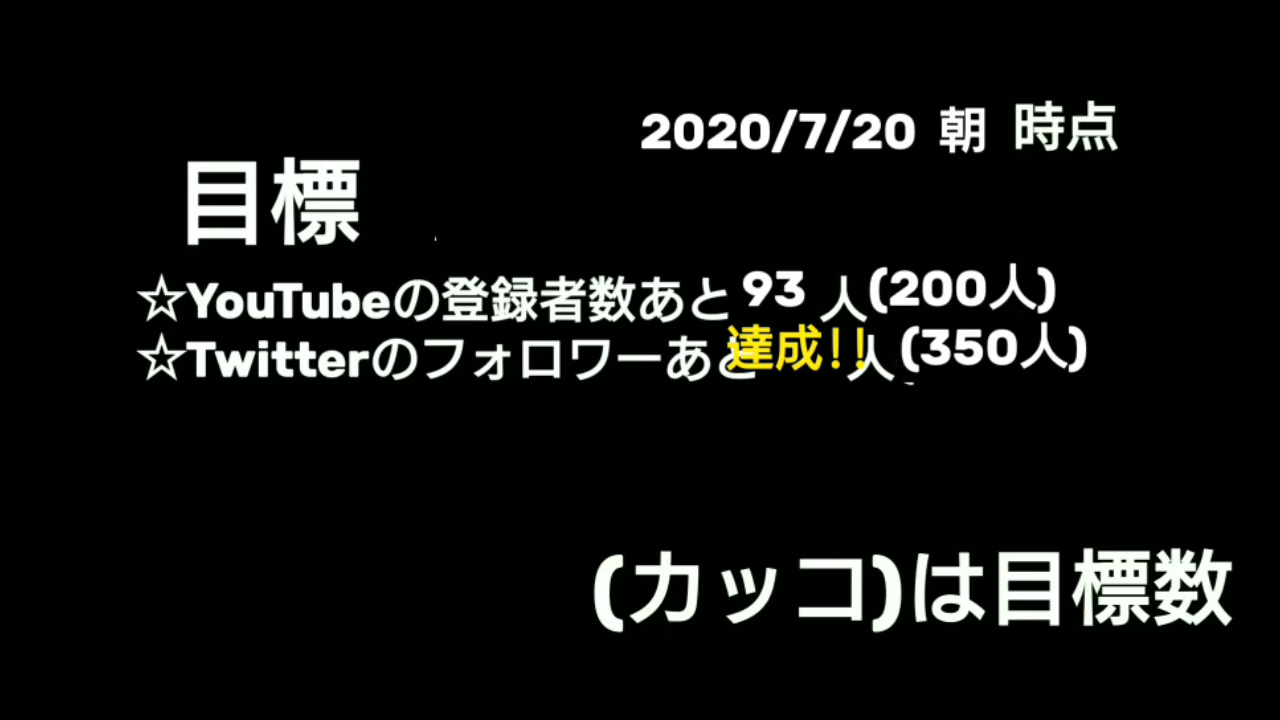 2020/7/20 朝 時点
目標
☆YouTubeの登録者数あと 93 人(200人)
☆Twitterのフォロワーあと達成!!人(350人)
(カッコ)は目標数